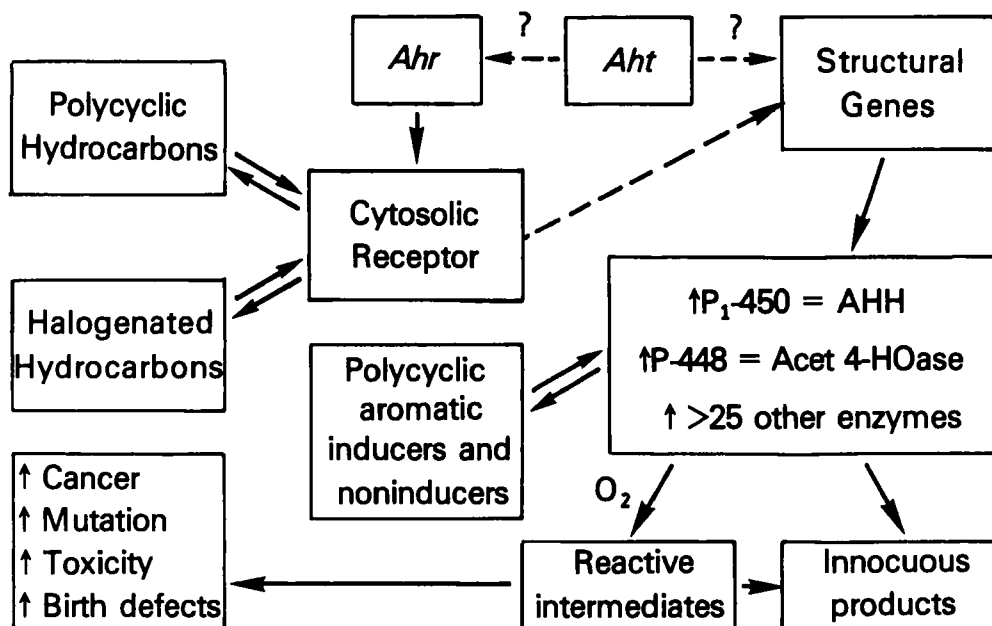 ?
?
Ahr
Aht
Structural
Genes
Polycyclic
Hydrocarbons
Cytosolic
Receptor
Halogenated
Hydrocarbons
↑P₁-450 = AHH
↑P-448 = Acet 4-HOase
↑ >25 other enzymes
Polycyclic
aromatic
inducers and
noninducers
O₂
↑ Cancer
↑ Mutation
↑ Toxicity
↑ Birth defects
Reactive
intermediates
Innocuous
products